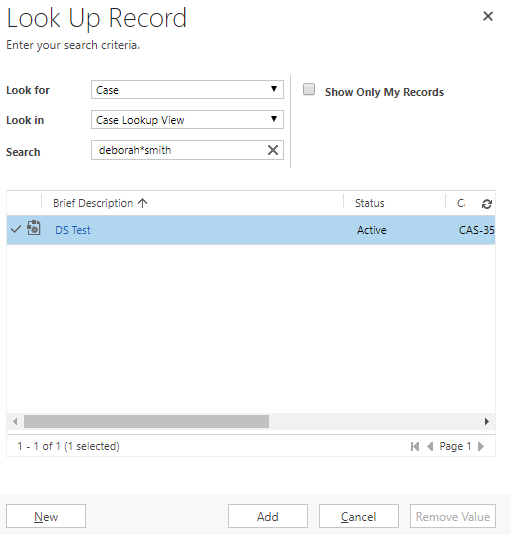 Look Up Record
Enter your search criteria.
Look for Case Show Only My Records
Look in Case Lookup View
Search deborah*smith
Brief Description Status
DS Test Active CAS-35
1 - 1 of 1 (1 selected) Page 1
New Add Cancel Remove Value